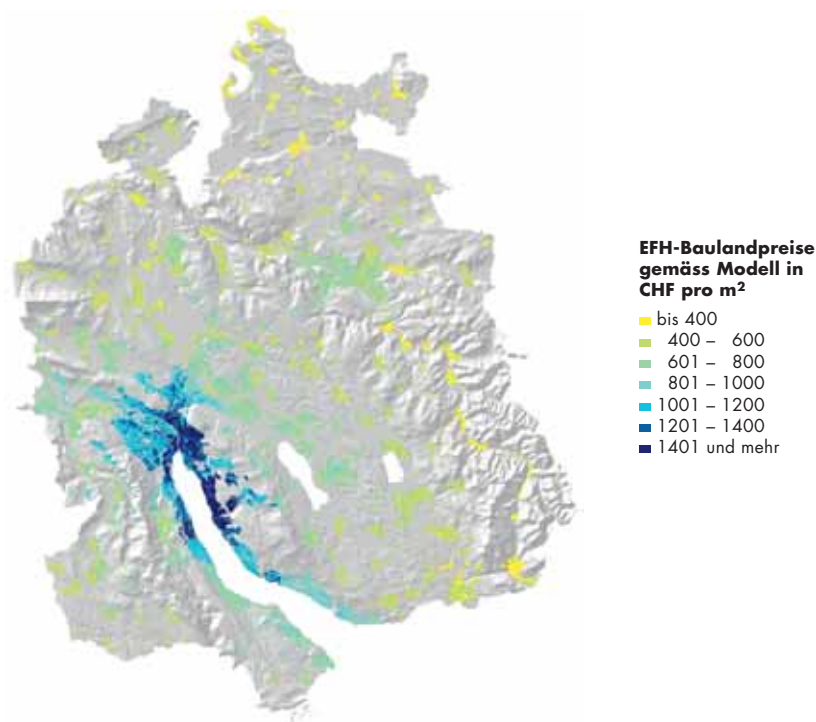 EFH-Baulandpreise
gemäss Modell in
CHF pro m²
bis 400
400 – 600
601 – 800
801 – 1000
1001 – 1200
1201 – 1400
1401 und mehr